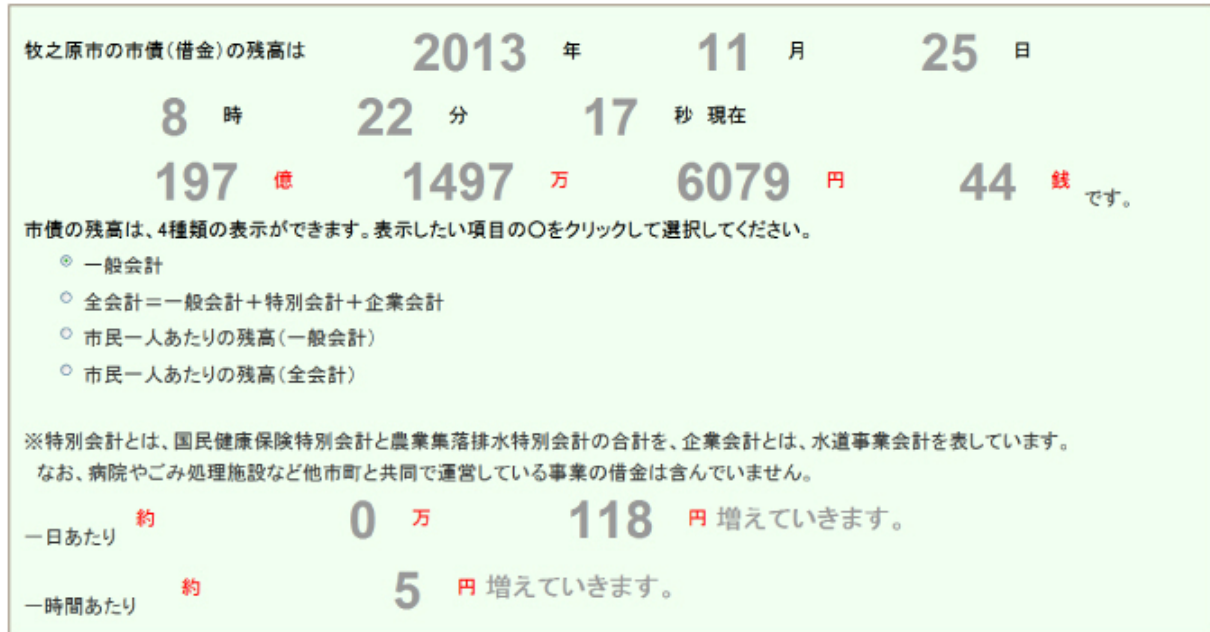 牧之原市の市債(借金)の残高は 2013 年 11 月 25 日
8 時 22 分 17 秒 現在
197 億 1497 万 6079 円 44 銭 です。
市債の残高は、4種類の表示ができます。表示したい項目の〇をクリックして選択してください。
一般会計
全会計=一般会計+特別会計+企業会計
市民一人あたりの残高(一般会計)
市民一人あたりの残高(全会計)
※特別会計とは、国民健康保険特別会計と農業集落排水特別会計の合計を、企業会計とは、水道事業会計を表しています。
なお、病院やごみ処理施設など他市町と共同で運営している事業の借金は含んでいません。
一日あたり 約 0 万 118 円 増えていきます。
一時間あたり 約 5 円 増えていきます。